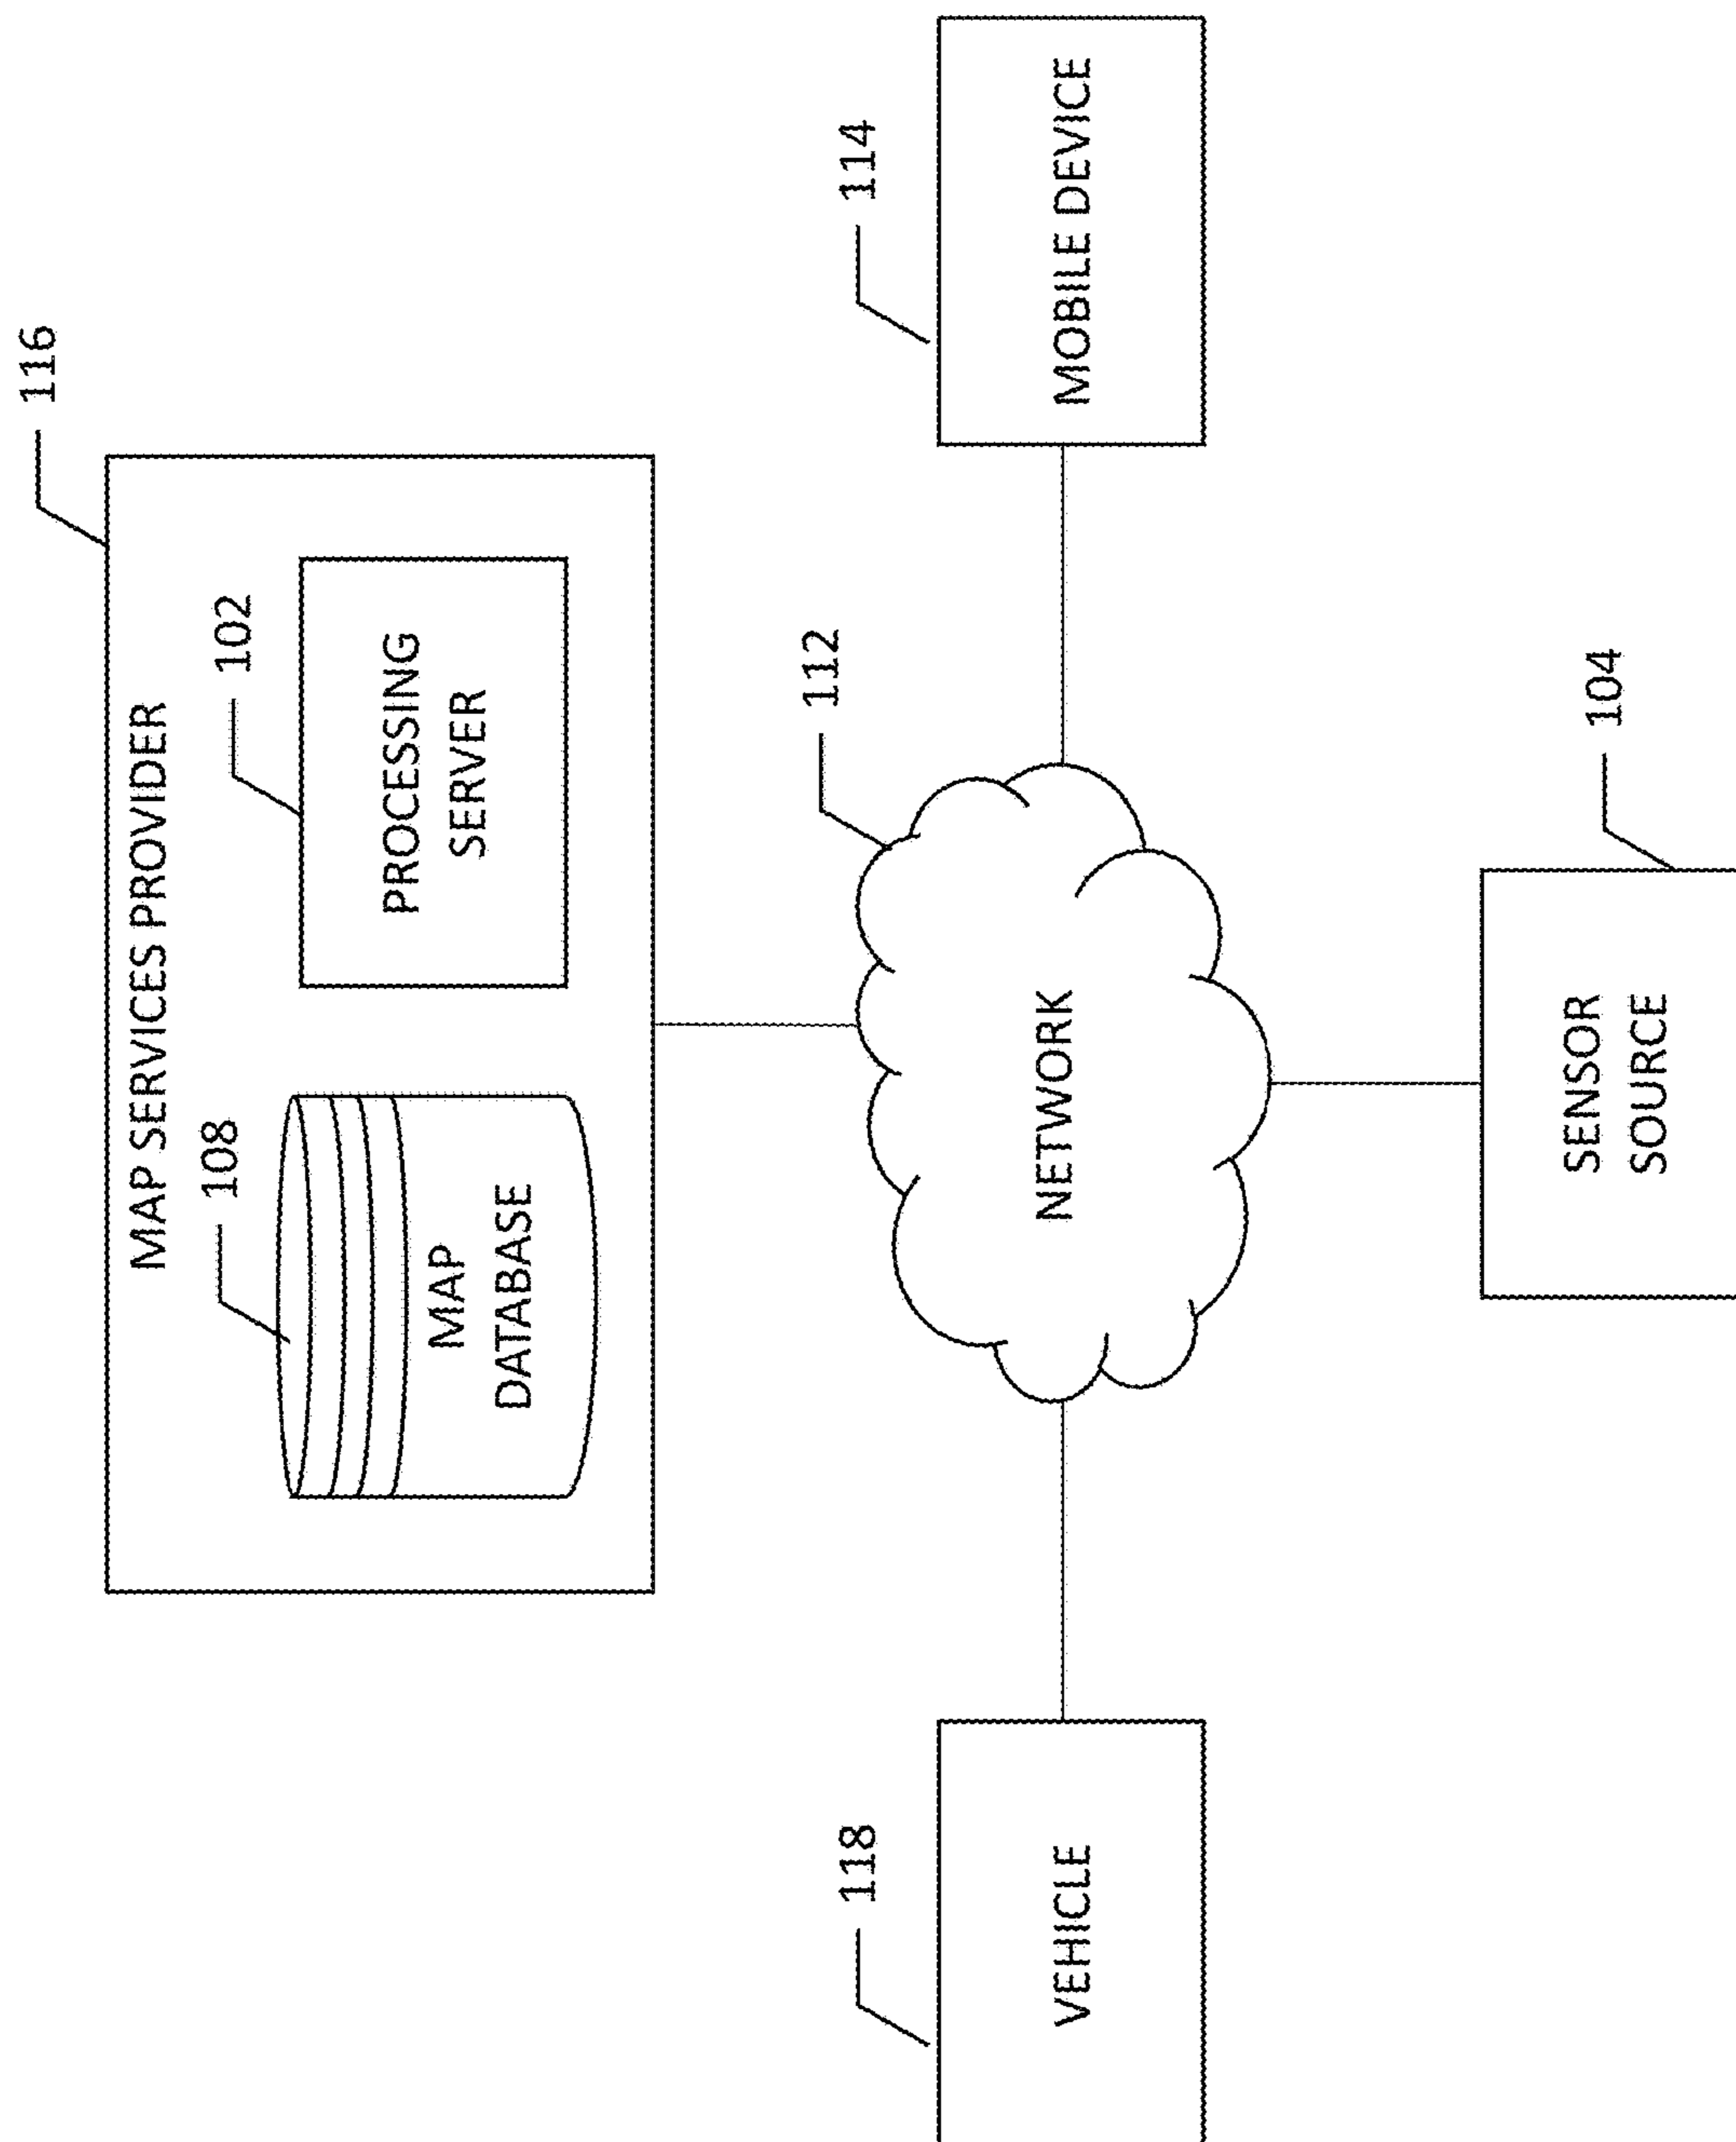 116
MAP SERVICES PROVIDER
108
102
MAP
DATABASE
PROCESSING
SERVER
112
118
114
VEHICLE
NETWORK
MOBILE DEVICE
104
SENSOR
SOURCE